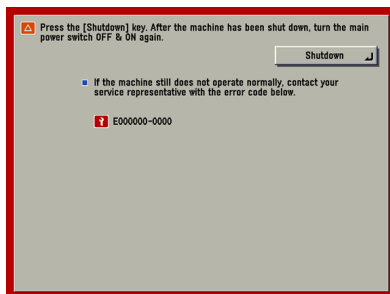 Press the [Shutdown] key. After the machine has been shut down, turn the main
power switch OFF & ON again.
Shutdown
If the machine still does not operate normally, contact your
service representative with the error code below.
E000000-0000